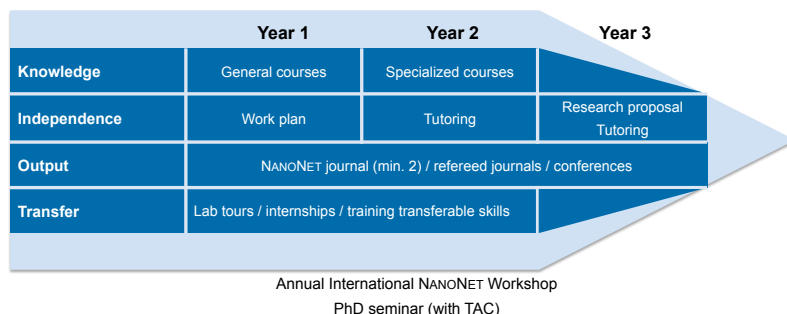 Year 1 Year 2 Year 3
Knowledge General courses Specialized courses
Independence Work plan Tutoring Research proposal
Tutoring
Output NANONET journal (min. 2) / refereed journals / conferences
Transfer Lab tours / internships / training transferable skills
Annual International NANONET Workshop
PhD seminar (with TAC)